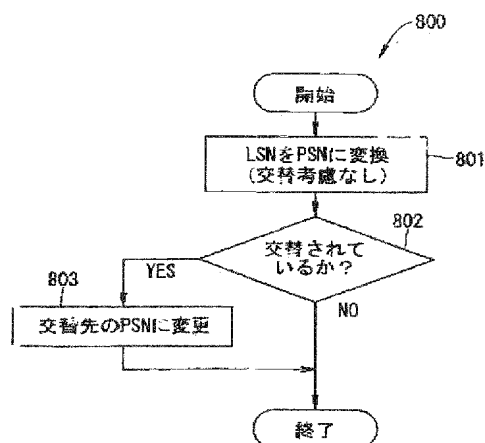 800
開始
LSNをPSNに変換
(交替考慮なし)
801
802
交替されて
いるか?
803
YES
交替先のPSNに変更
NO
終了